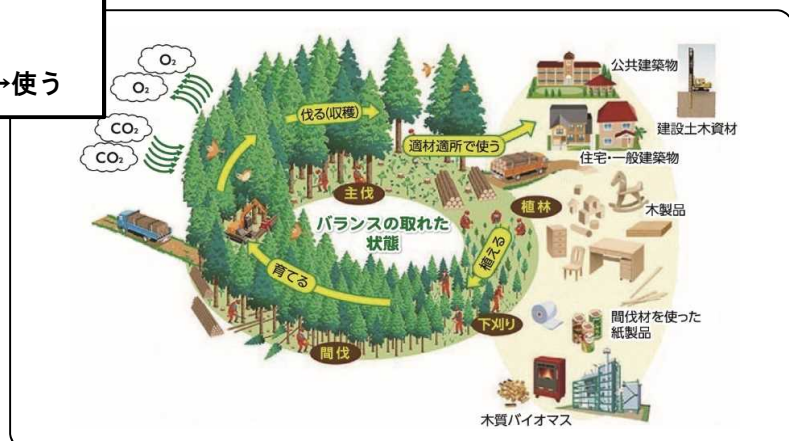 →使う
O₂
O₂
CO₂
CO₂
伐る(収穫)
適材適所で使う
公共建築物
建設土木資材
住宅・一般建築物
主伐
植林
木製品
バランスの取れた
状態
植える
育てる
下刈り
間伐
間伐材を使った
紙製品
木質バイオマス